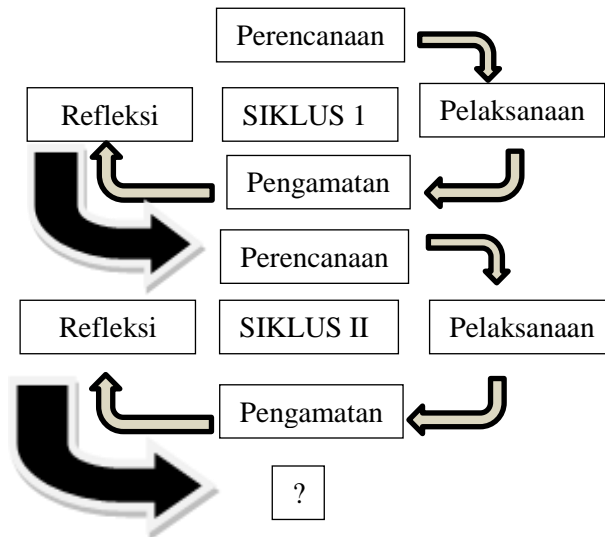 Perencanaan
Refleksi
SIKLUS 1
Pelaksanaan
Pengamatan
Perencanaan
Refleksi
SIKLUS II
Pelaksanaan
Pengamatan
?